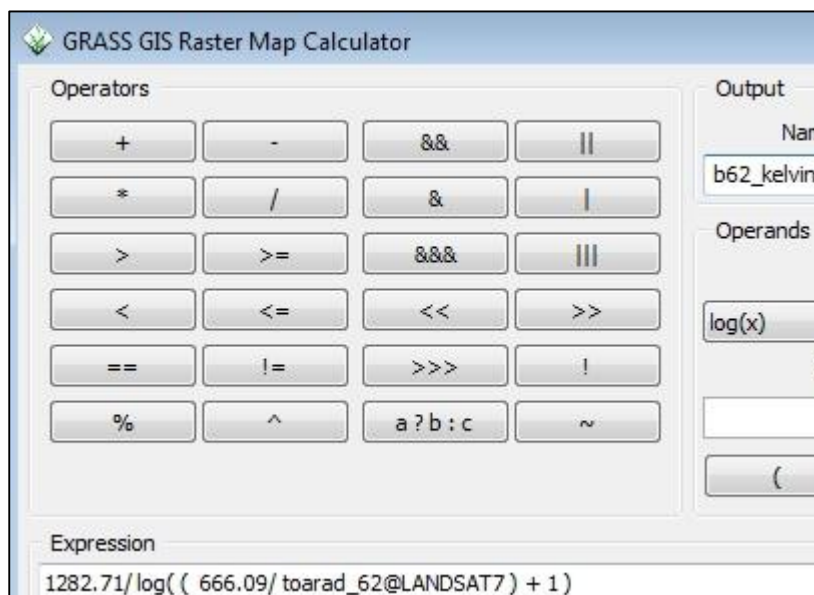 GRASS GIS Raster Map Calculator
Operators
+ - && ||
* / & |
> >= &&& |||
< <= << >>
== != >>> !
% ^ a ? b : c ~
Output
b62_kelvin
Operands
log(x)
(
Expression
1282.71/log(( 666.09/toarad_62@LANDSAT7) + 1)